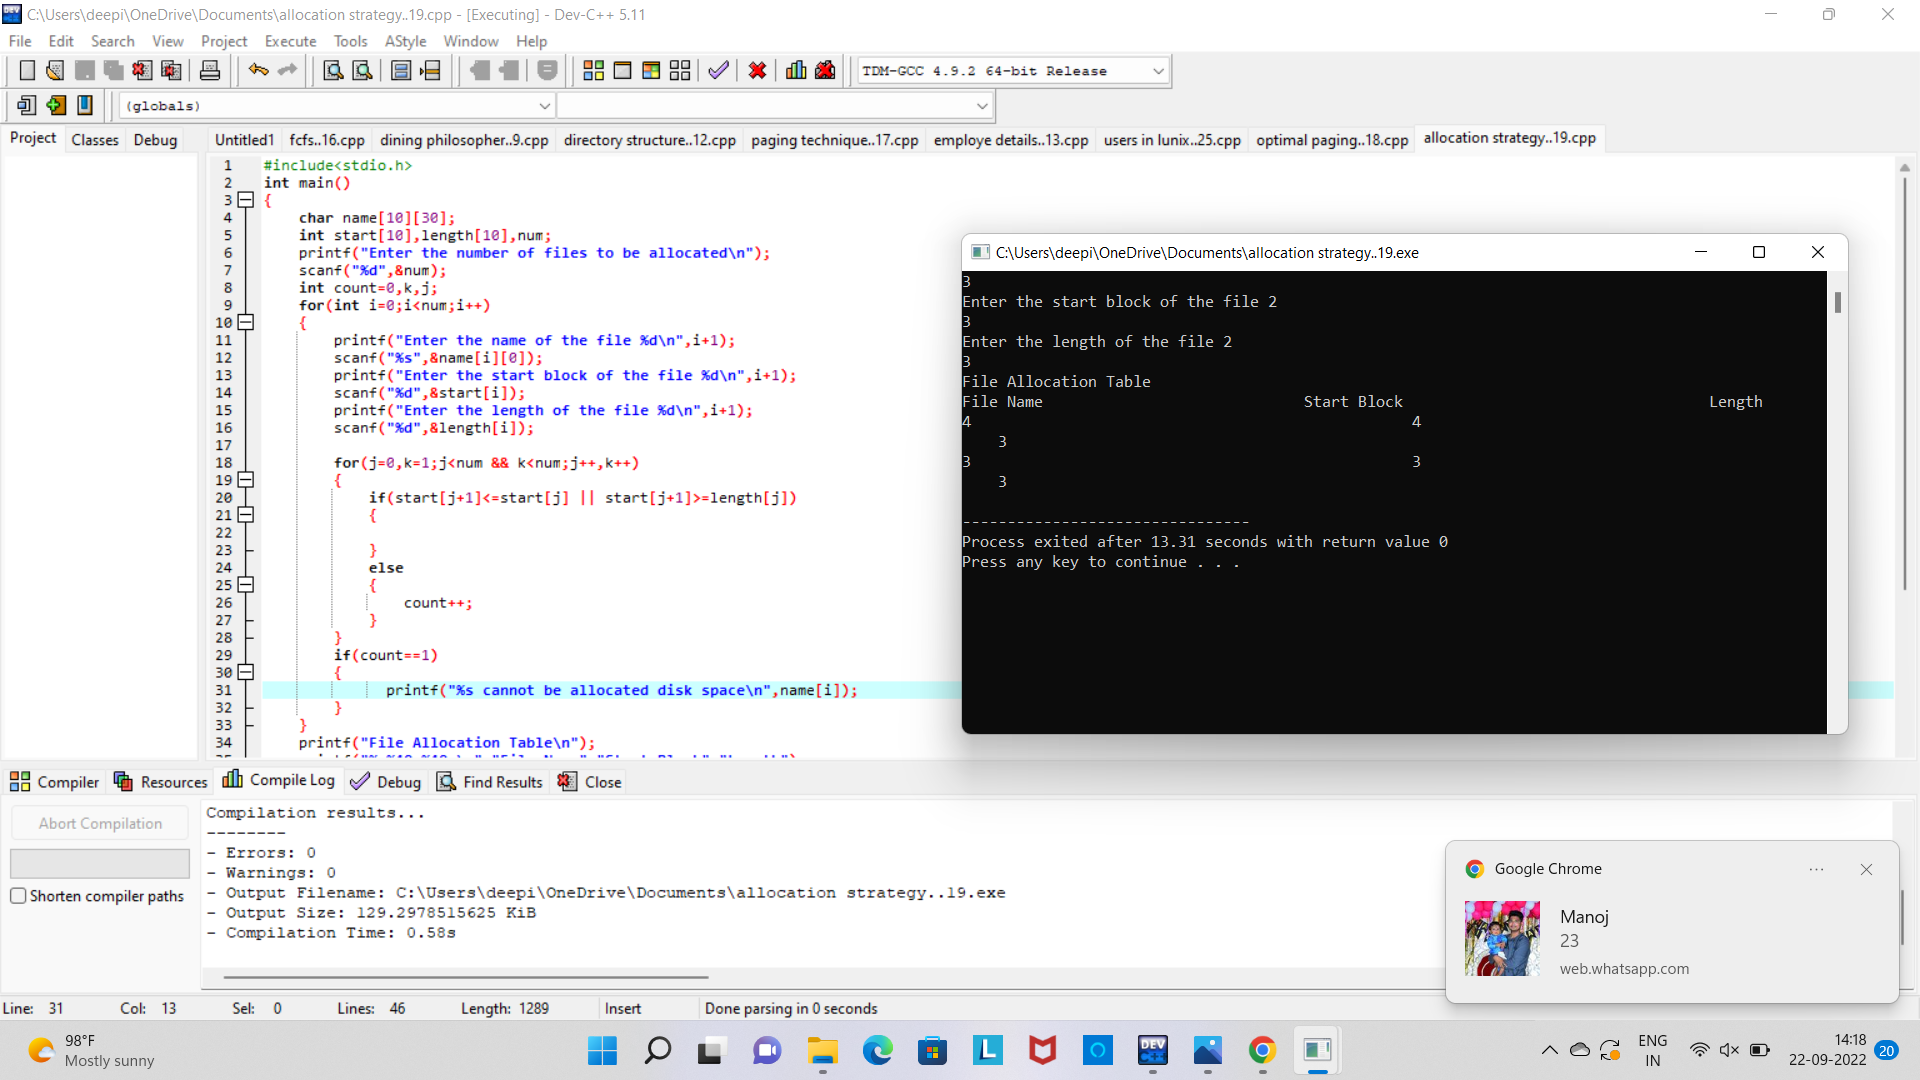 C:\Users\deepi\OneDrive\Documents\allocation strategy..19.cpp - [Executing] - Dev-C++ 5.11
File Edit Search View Project Execute Tools AStyle Window Help
TDM-GCC 4.9.2 64-bit Release
(globals)
Project Classes Debug
Untitled1 fcfs..16.cpp dining philosopher..9.cpp directory structure..12.cpp paging technique..17.cpp employe details..13.cpp users in lunix..25.cpp optimal paging..18.cpp allocation strategy..19.cpp
1 #include<stdio.h>
2 int main()
3 {
4 char name[10][30];
5 int start[10],length[10],num;
6 printf("Enter the number of files to be allocated\n");
7 scanf("%d",&num);
8 int count=0,k,j;
9 for(int i=0;i<num;i++)
10 {
11 printf("Enter the name of the file %d\n",i+1);
12 scanf("%s",&name[i][0]);
13 printf("Enter the start block of the file %d\n",i+1);
14 scanf("%d",&start[i]);
15 printf("Enter the length of the file %d\n",i+1);
16 scanf("%d",&length[i]);
17
18 for(j=0,k=1;j<num && k<num;j++,k++)
19 {
20 if(start[j+1]<=start[j] || start[j+1]>=length[j])
21 {
22
23 }
24 else
25 {
26 count++;
27 }
28 }
29 if(count==1)
30 {
31 printf("%s cannot be allocated disk space\n",name[i]);
32 }
33 }
34 printf("File Allocation Table\n");
C:\Users\deepi\OneDrive\Documents\allocation strategy..19.exe
3
Enter the start block of the file 2
3
Enter the length of the file 2
3
File Allocation Table
File Name Start Block Length
4 4
3
3 3
3
--------------------------------
Process exited after 13.31 seconds with return value 0
Press any key to continue . . .
Compiler Resources Compile Log Debug Find Results Close
Abort Compilation
Shorten compiler paths
Compilation results...
--------
- Errors: 0
- Warnings: 0
- Output Filename: C:\Users\deepi\OneDrive\Documents\allocation strategy..19.exe
- Output Size: 129.2978515625 KiB
- Compilation Time: 0.58s
Google Chrome
Manoj
23
web.whatsapp.com
Line: 31 Col: 13 Sel: 0 Lines: 46 Length: 1289 Insert Done parsing in 0 seconds
98°F
Mostly sunny
DEV
ENG
IN
14:18
22-09-2022
20